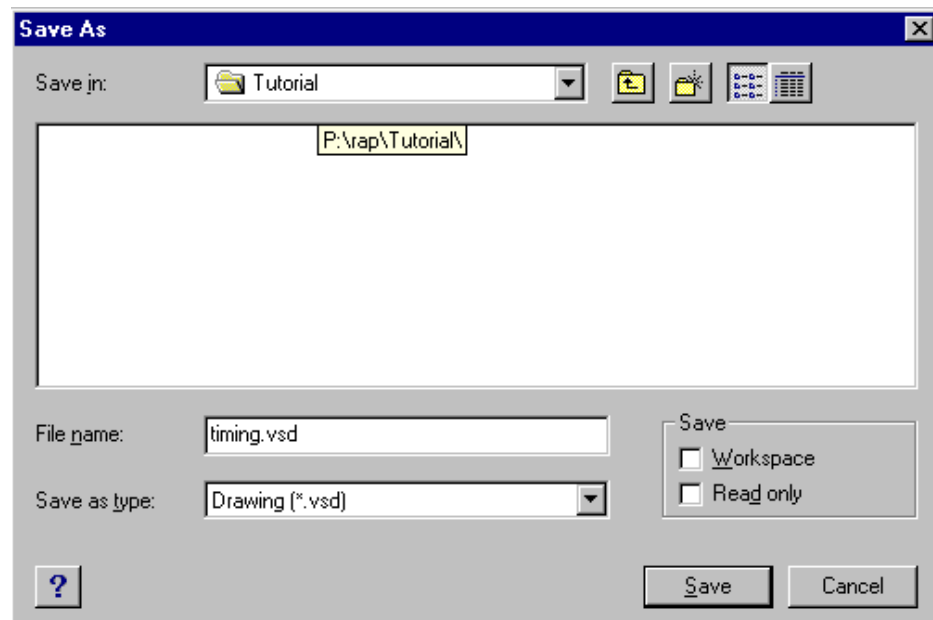 Save As
Save in: Tutorial
P:\rap\Tutorial\
File name: timing.vsd
Save as type: Drawing (*.vsd)
Save
Workspace
Read only
?
Save Cancel